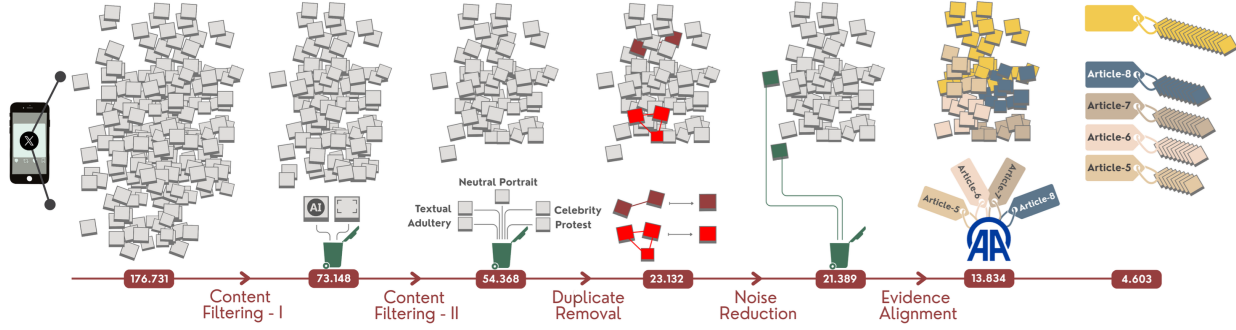 X
AI
Neutral Portrait
Textual
Celebrity
Adultery
Protest
Article-5
Article-6
Article-7
Article-8
AA
Article-8
Article-7
Article-6
Article-5
176.731
73.148
54.368
23.132
21.389
13.834
4.603
Content
Filtering - I
Content
Filtering - II
Duplicate
Removal
Noise
Reduction
Evidence
Alignment